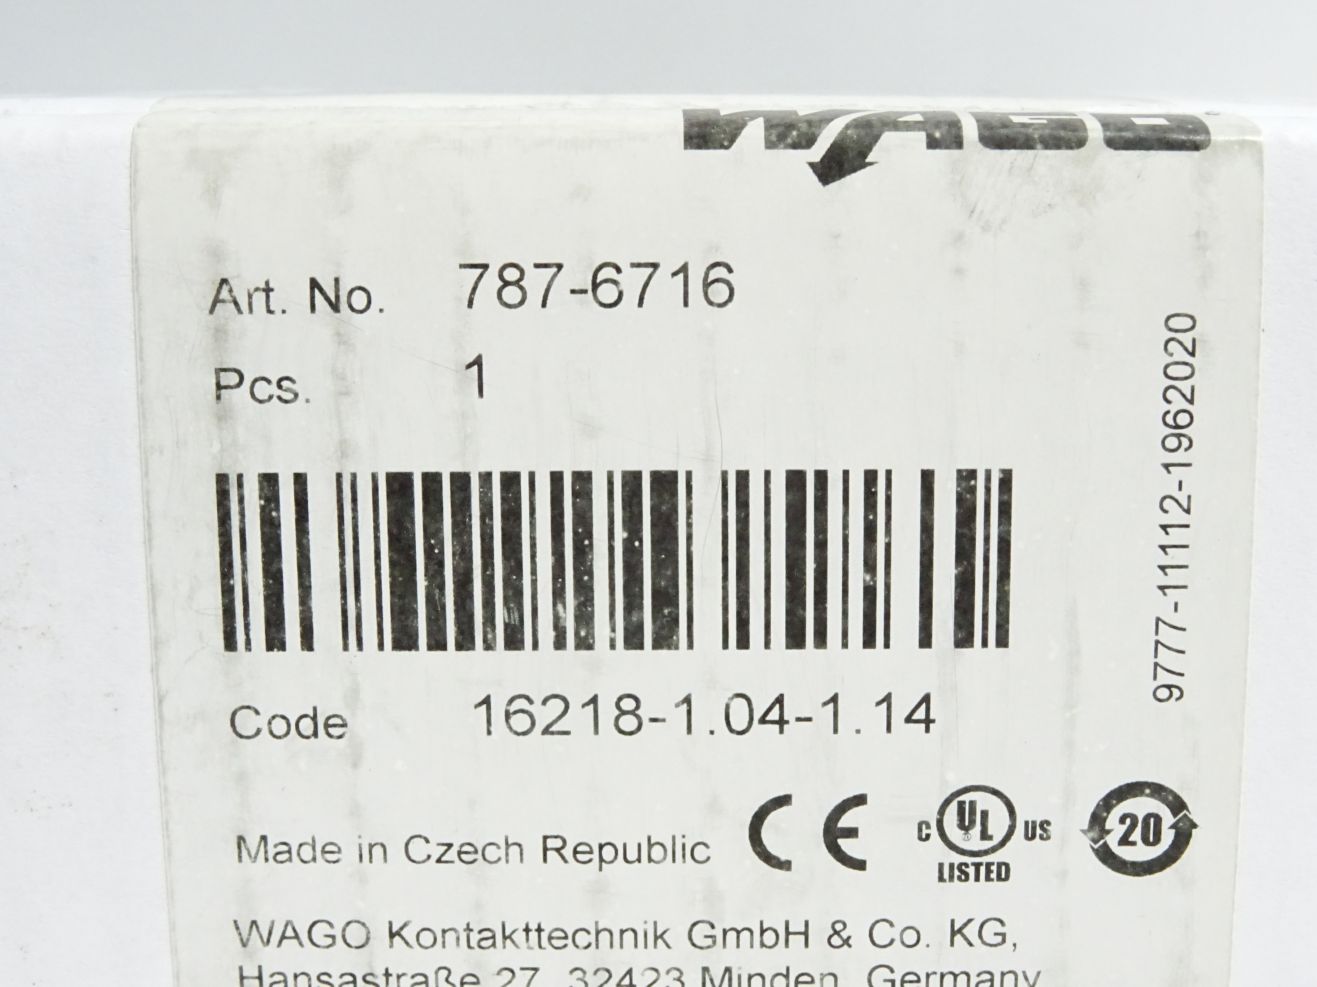 WAGO
Art. No. 787-6716
Pcs. 1
9777-11112-1962020
Code 16218-1.04-1.14
Made in Czech Republic CE C UL US LISTED 20
WAGO Kontakttechnik GmbH & Co. KG,
Hansastraße 27, 32423 Minden, Germany